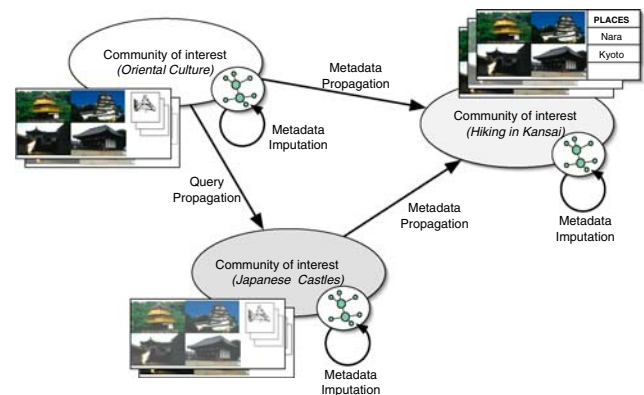 Community of interest
(Oriental Culture)
Metadata
Propagation
PLACES
Nara
Kyoto
Community of interest
(Hiking in Kansai)
Metadata
Imputation
Query
Propagation
Metadata
Propagation
Metadata
Imputation
Community of interest
(Japanese Castles)
Metadata
Imputation